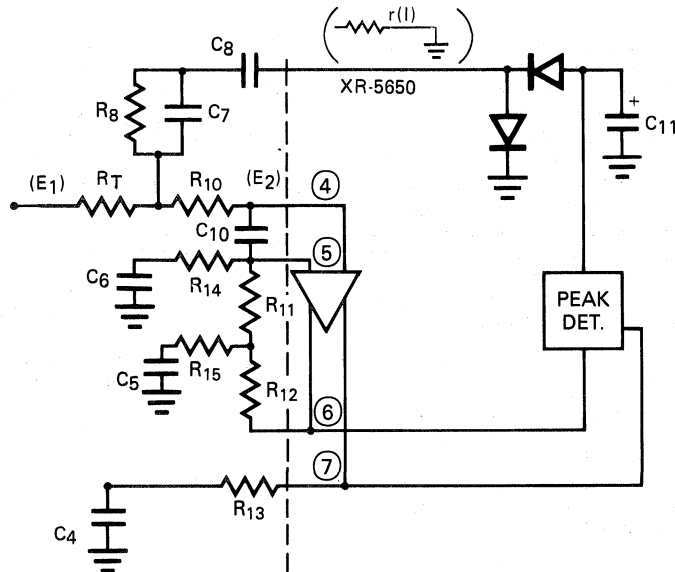 r(I)
C8
XR-5650
+
R8
C7
C11
(E1)
RT
R10
(E2)
4
C10
5
C6
R14
R11
PEAK
DET.
C5
R15
R12
6
7
R13
C4